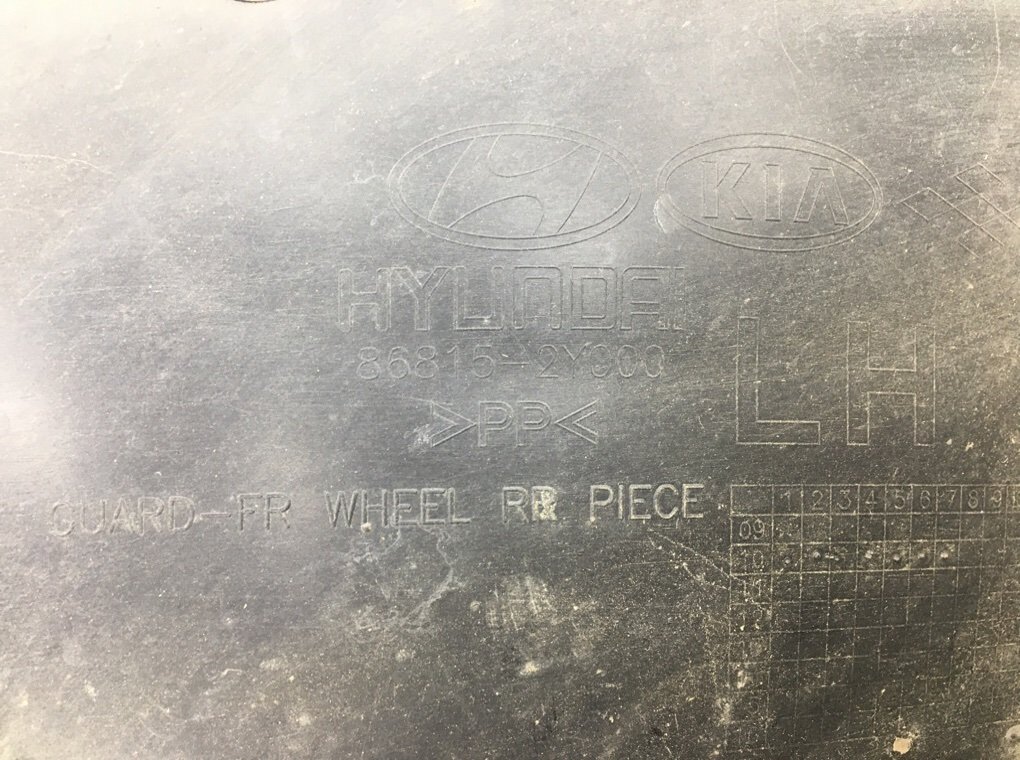 KIA
HYUNDAI
86815-2Y000
>PP<
LH
GUARD-FR WHEEL RR PIECE
1 2 3 4 5 6 7 8 9
09
10